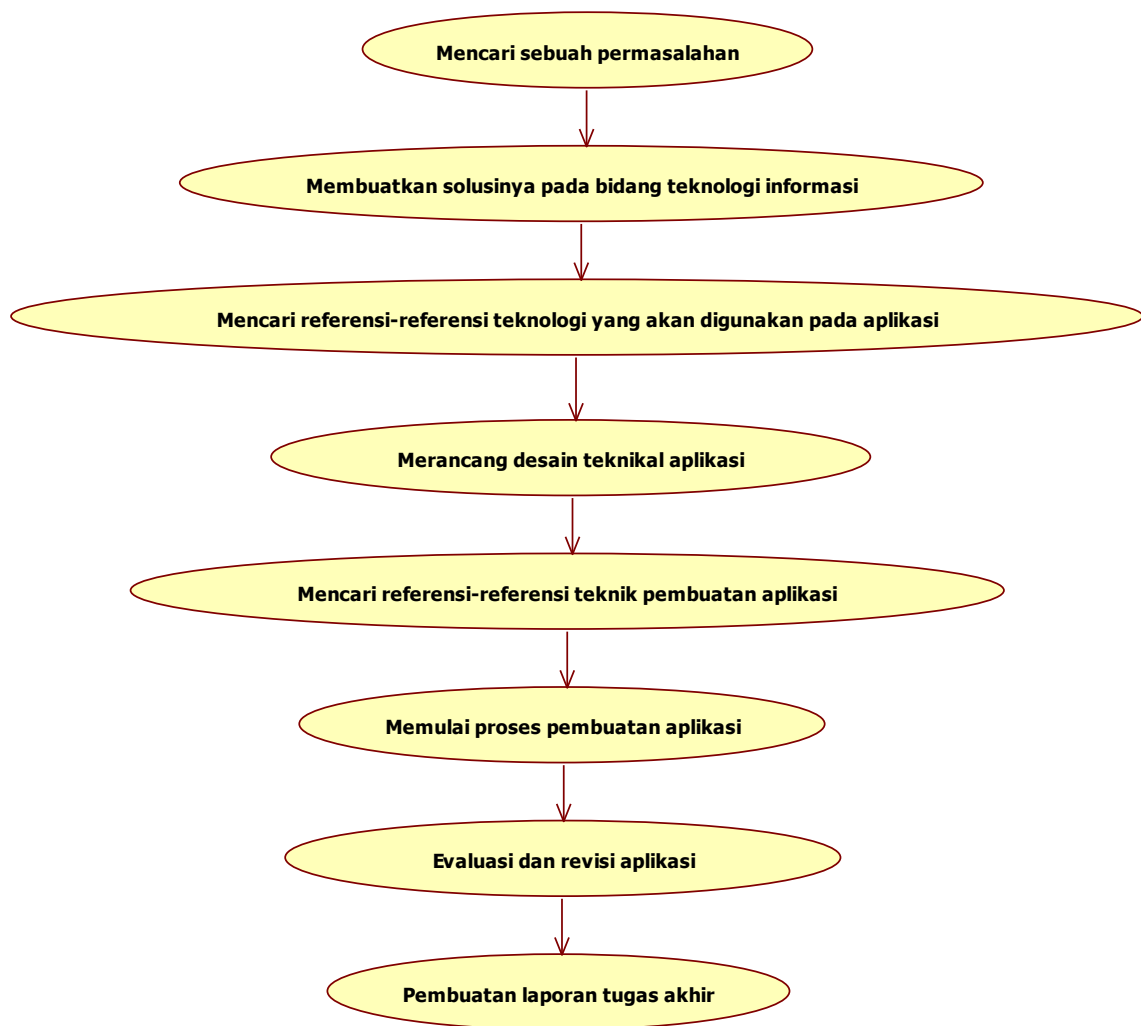 Mencari sebuah permasalahan
Membuatkan solusinya pada bidang teknologi informasi
Mencari referensi-referensi teknologi yang akan digunakan pada aplikasi
Merancang desain teknikal aplikasi
Mencari referensi-referensi teknik pembuatan aplikasi
Memulai proses pembuatan aplikasi
Evaluasi dan revisi aplikasi
Pembuatan laporan tugas akhir